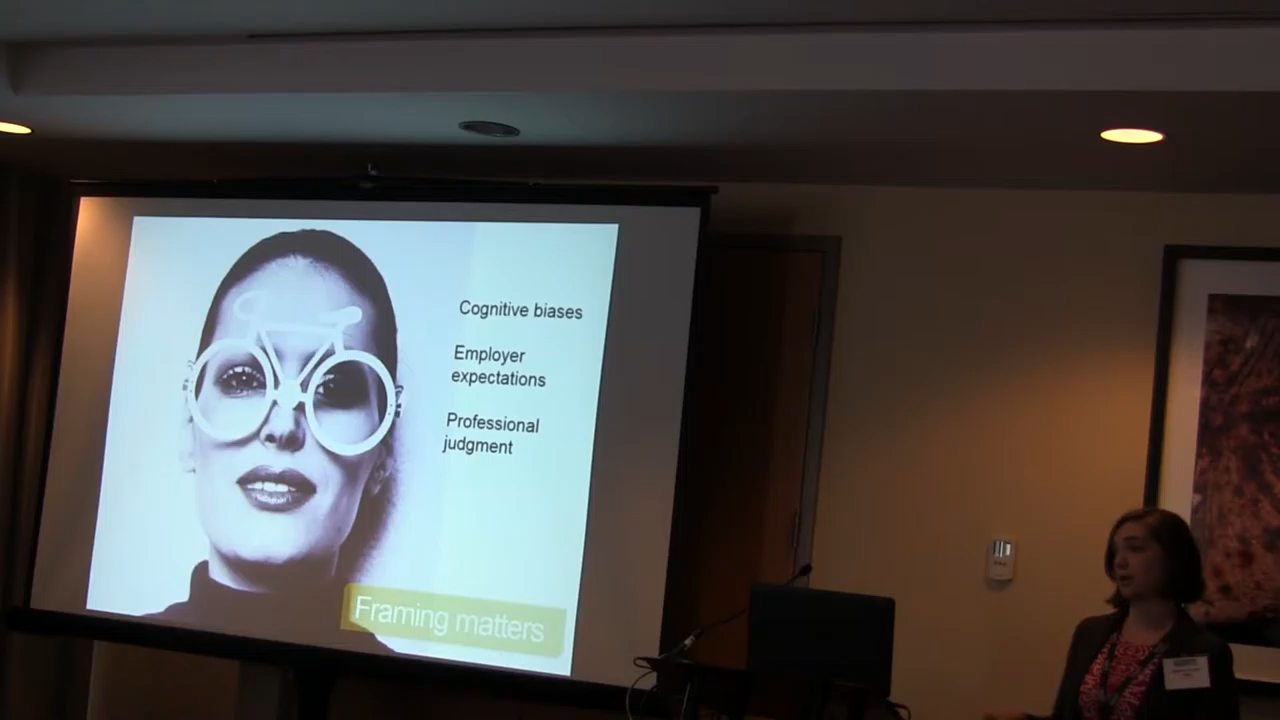 Cognitive biases
Employer
expectations
Professional
judgment
Framing matters